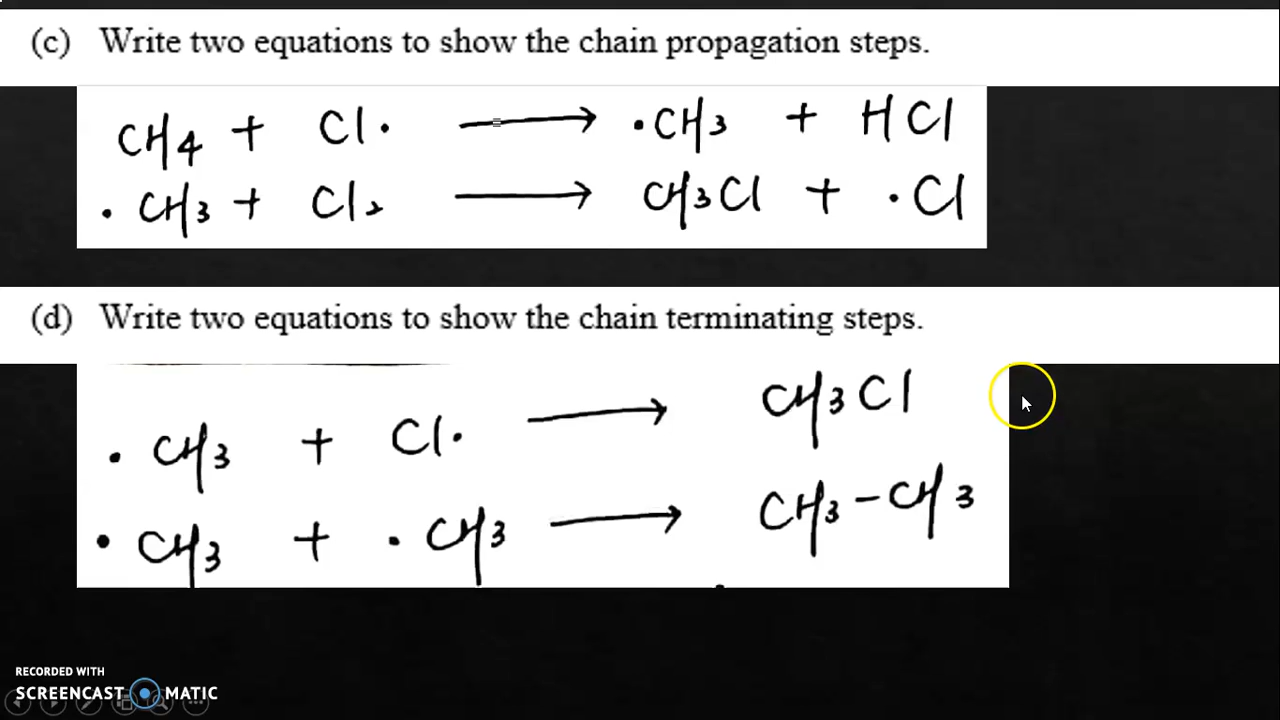 (c) Write two equations to show the chain propagation steps.
CH₄ + Cl· ⟶ ·CH₃ + HCl
·CH₃ + Cl₂ ⟶ CH₃Cl + ·Cl
(d) Write two equations to show the chain terminating steps.
·CH₃ + Cl· ⟶ CH₃Cl
·CH₃ + ·CH₃ ⟶ CH₃-CH₃
RECORDED WITH
SCREENCAST MATIC